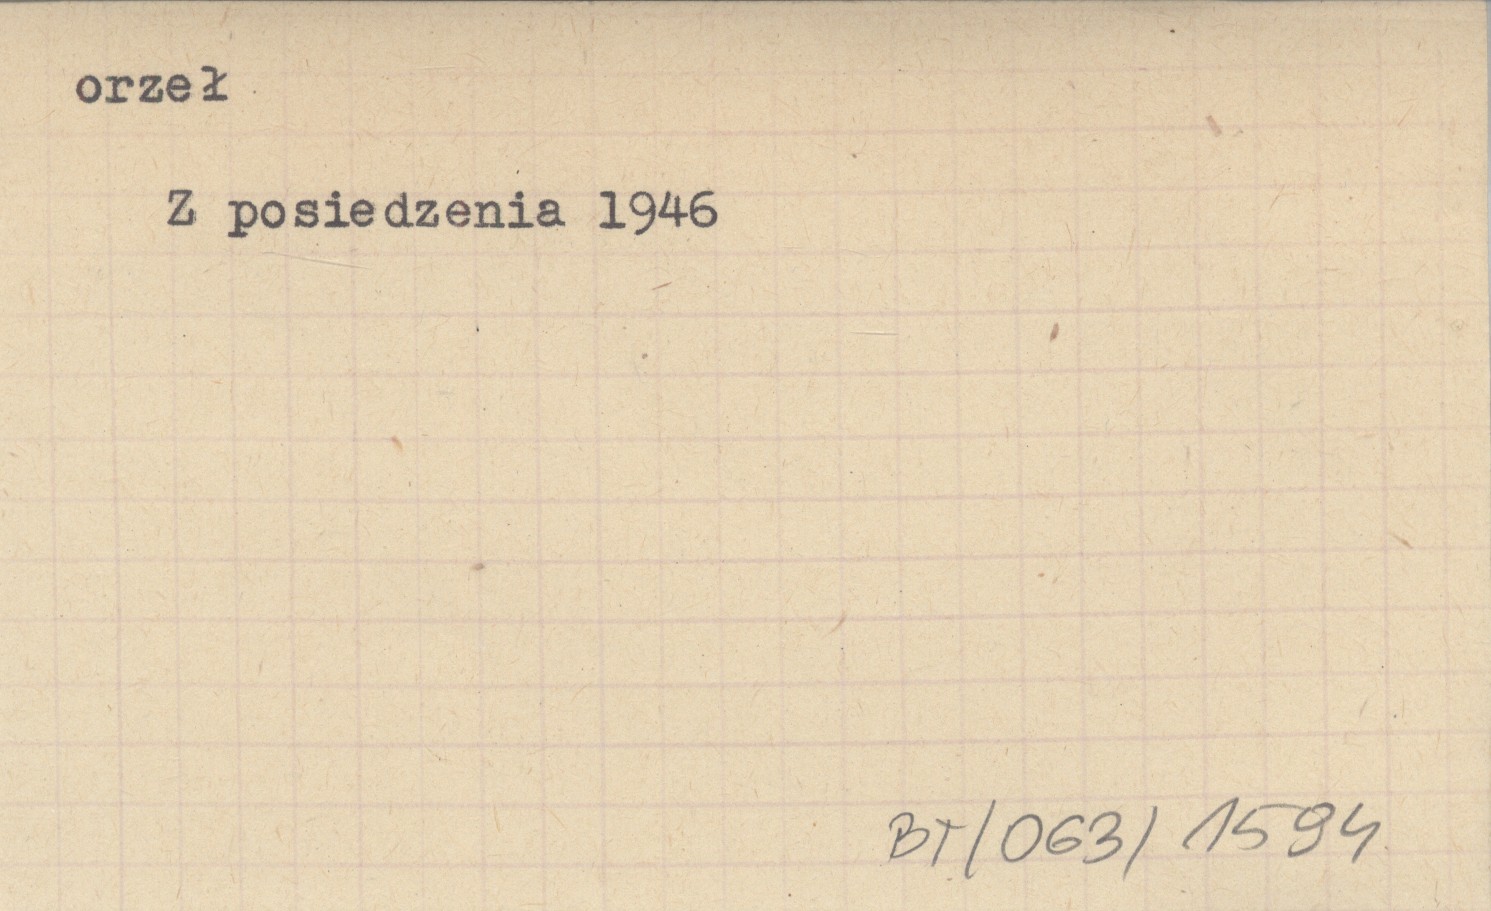 orzeł
Z posiedzenia 1946
BT/063/1594